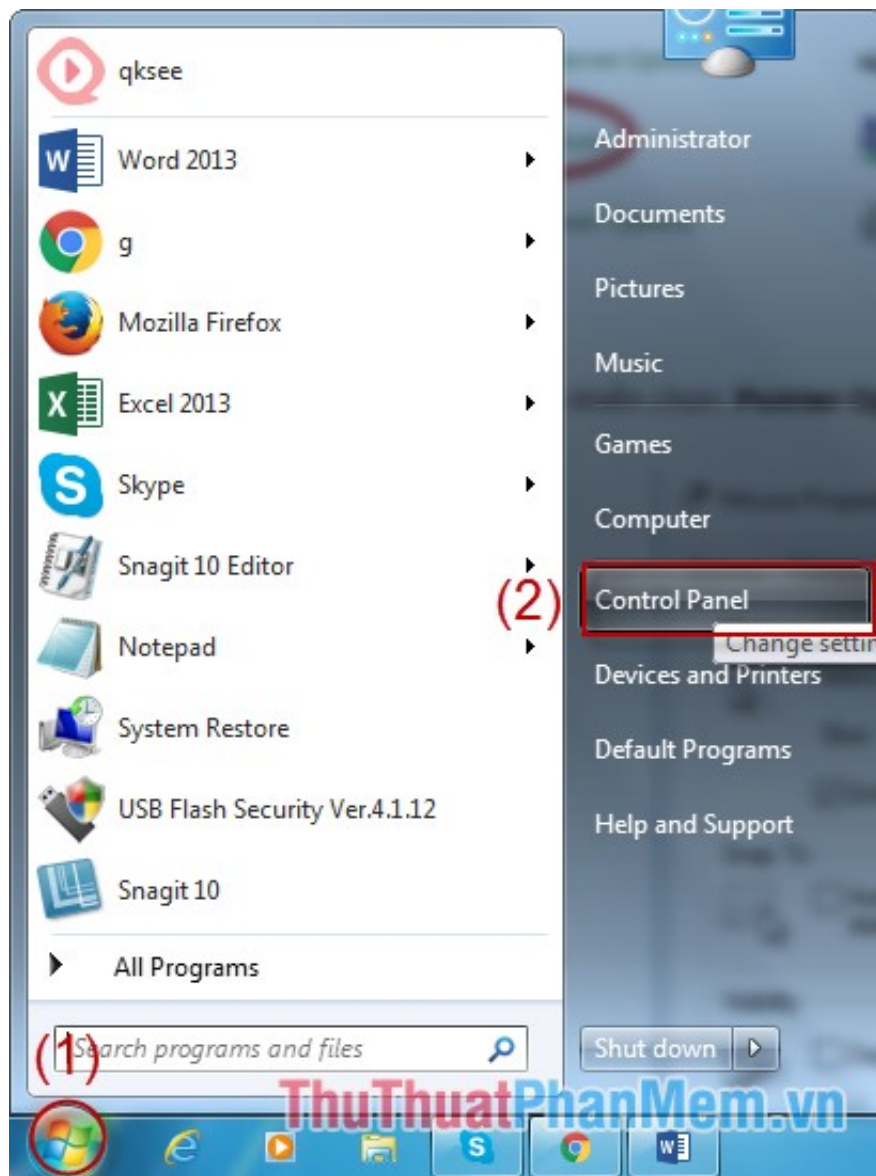 qksee
Word 2013
g
Mozilla Firefox
Excel 2013
Skype
Snagit 10 Editor
Notepad
System Restore
USB Flash Security Ver.4.1.12
Snagit 10
All Programs
(1)
Search programs and files
Administrator
Documents
Pictures
Music
Games
Computer
(2)
Control Panel
Change settin
Devices and Printers
Default Programs
Help and Support
Shut down
ThuThuatPhanMem.vn